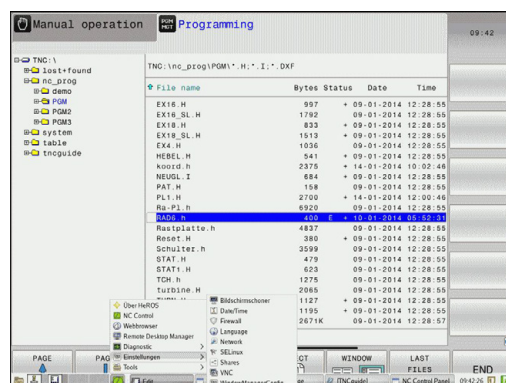 Manual operation
PGM MGT Programming
09:42
TNC:\
lost+found
nc_prog
demo
PGM
PGM2
PGM3
system
table
tncguide
TNC:\nc_prog\PGM\*.H;*.I;*.DXF
File name Bytes Status Date Time
EX16.H 997 + 09-01-2014 12:28:55
EX16_SL.H 1792 09-01-2014 12:28:55
EX18.H 833 + 09-01-2014 12:28:55
EX18_SL.H 1513 + 09-01-2014 12:28:55
EX4.H 1036 09-01-2014 12:28:55
HEBEL.H 541 + 09-01-2014 12:28:55
koord.h 2375 + 14-01-2014 10:02:46
NEUGL.I 684 + 09-01-2014 12:28:55
PAT.H 158 09-01-2014 12:28:55
PL1.H 2700 + 14-01-2014 12:00:46
Ra-Pl.h 6920 09-01-2014 12:28:55
RAD6.h 400 E + 10-01-2014 05:52:31
Rastplatte.h 4837 09-01-2014 12:28:55
Reset.H 380 + 09-01-2014 12:28:55
Schulter.h 3599 09-01-2014 12:28:55
STAT.H 479 09-01-2014 12:28:55
STAT1.H 623 09-01-2014 12:28:55
TCH.h 1275 09-01-2014 12:28:55
turbine.H 2065 09-01-2014 12:28:55
1127 + 09-01-2014 12:28:55
1195 + 09-01-2014 12:28:55
2671K 09-01-2014 12:28:57
Über HeROS
NC Control
Webbrowser
Remote Desktop Manager
Diagnostic
Einstellungen
Tools
Bildschirmschoner
Date/Time
Firewall
Language
Network
SELinux
Shares
VNC
WindowManagerConfig
PAGE
PAG
CT
WINDOW
LAST
FILES
END
Edit
[TNCguide]
NC Control Panel
09:42:26